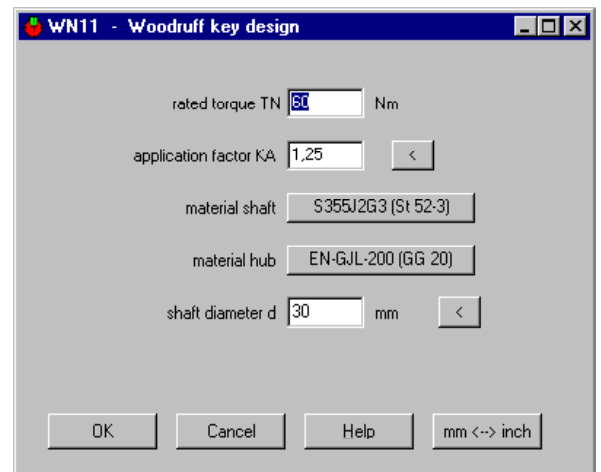 WN11 - Woodruff key design
rated torque TN 60 Nm
application factor KA 1,25 <
material shaft S355J2G3 (St 52-3)
material hub EN-GJL-200 (GG 20)
shaft diameter d 30 mm <
OK Cancel Help mm <--> inch